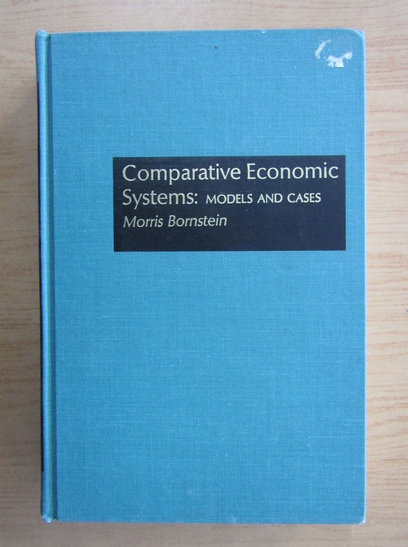 Comparative Economic
Systems: MODELS AND CASES
Morris Bornstein